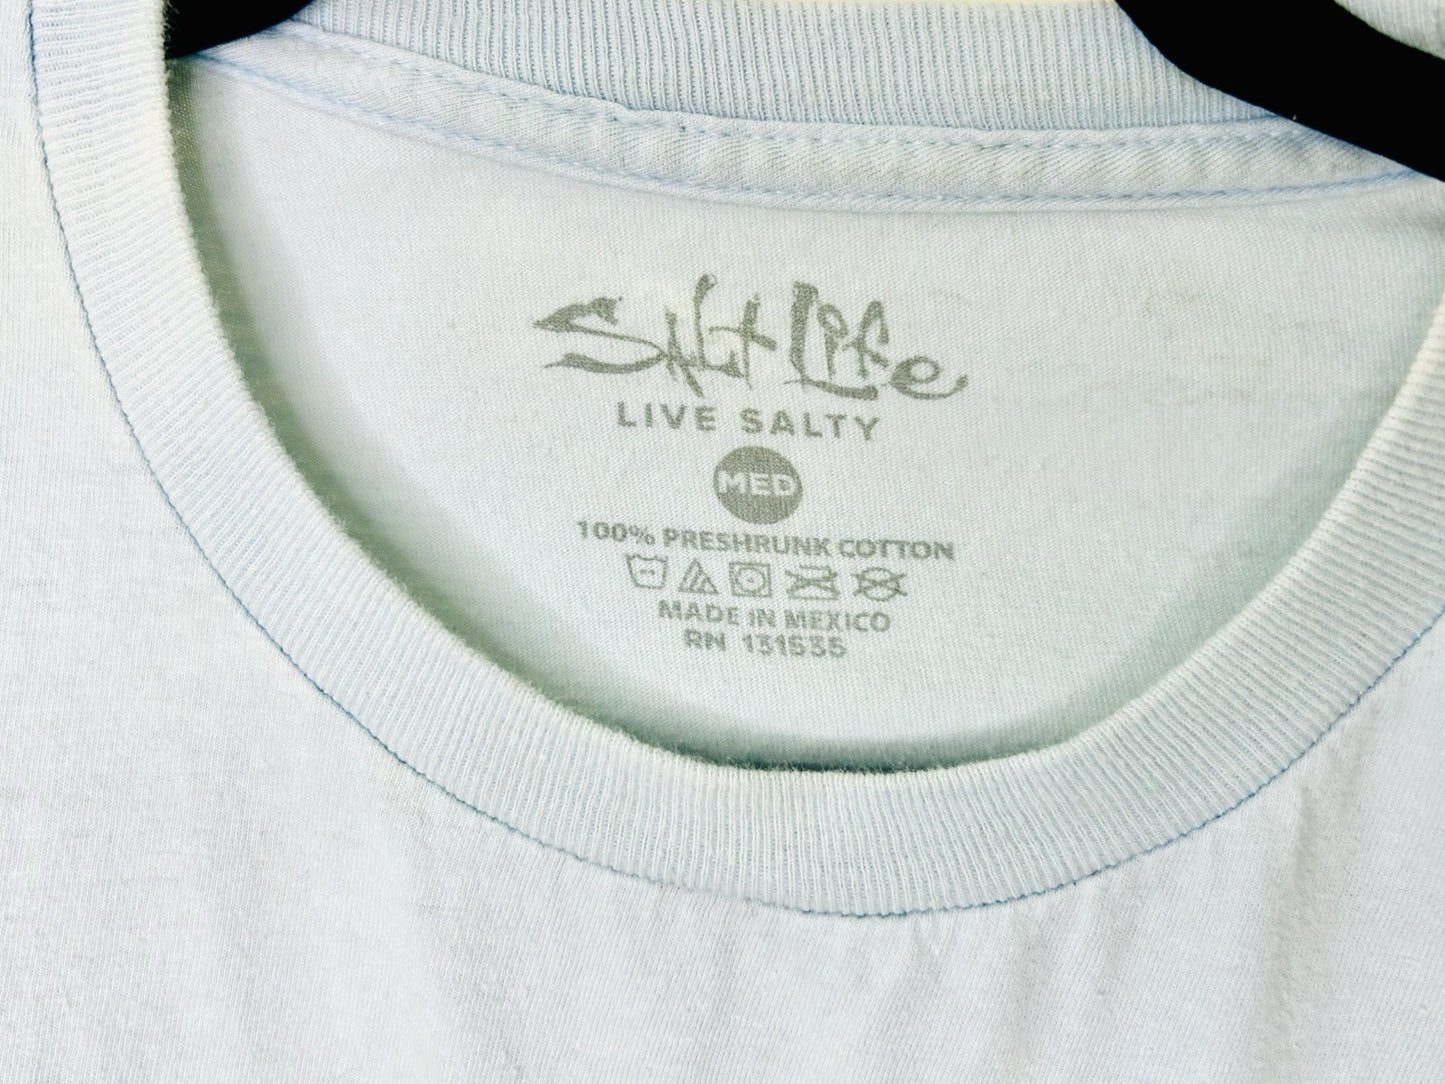 Salt Life
LIVE SALTY
MED
100% PRESHRUNK COTTON
MADE IN MEXICO
RN 131535